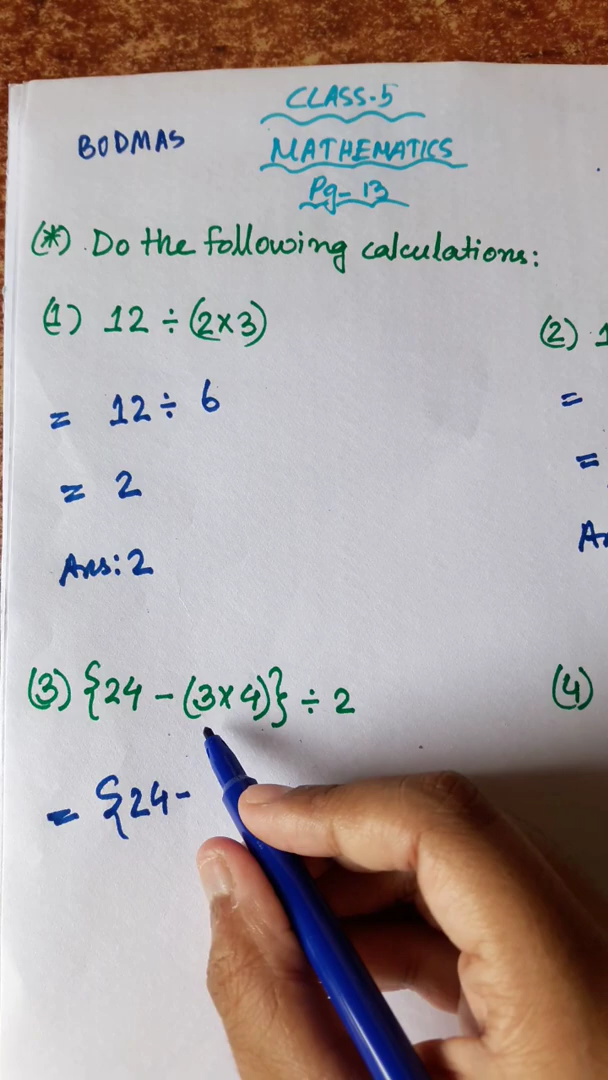 CLASS-5
BODMAS
MATHEMATICS
Pg- 13
(*). Do the following calculations:
(1) 12 ÷ (2×3)
= 12 ÷ 6
= 2
Ans: 2
(2) 1
=
=
(3) {24 - (3×4)} ÷ 2
= {24 -
(4)